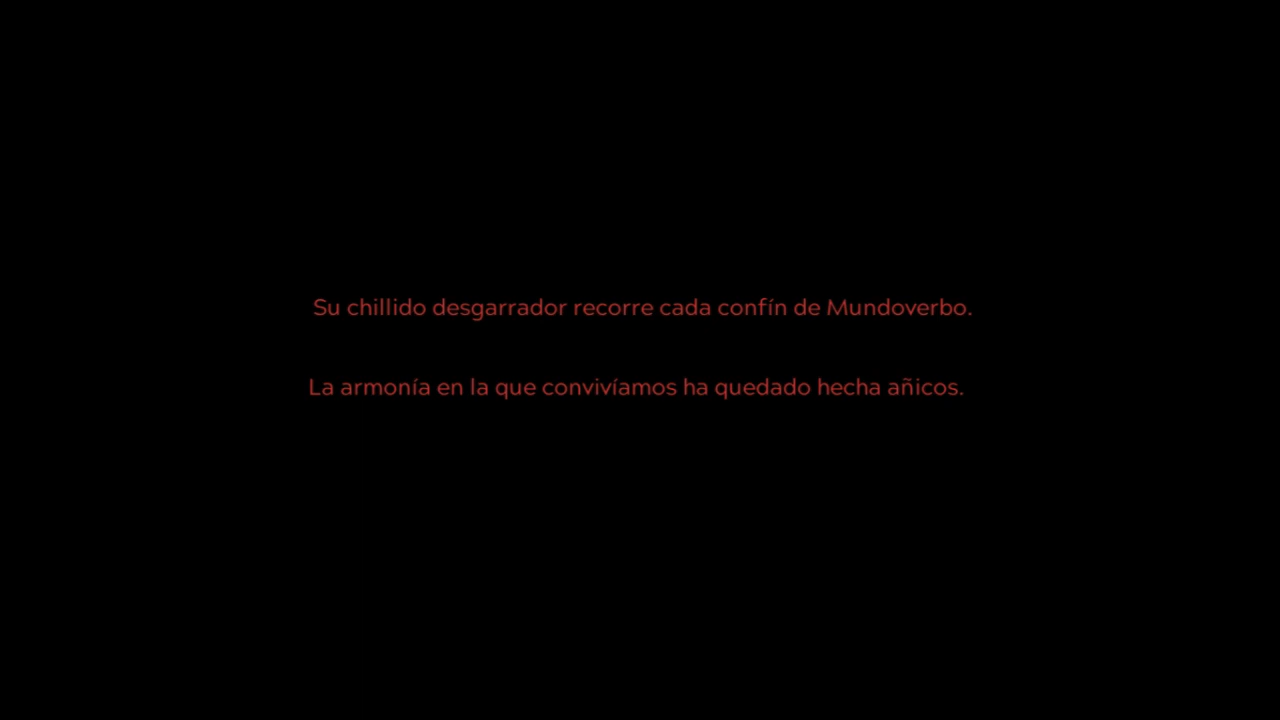 Su chillido desgarrador recorre cada confín de Mundoverbo.
La armonía en la que convivíamos ha quedado hecha añicos.